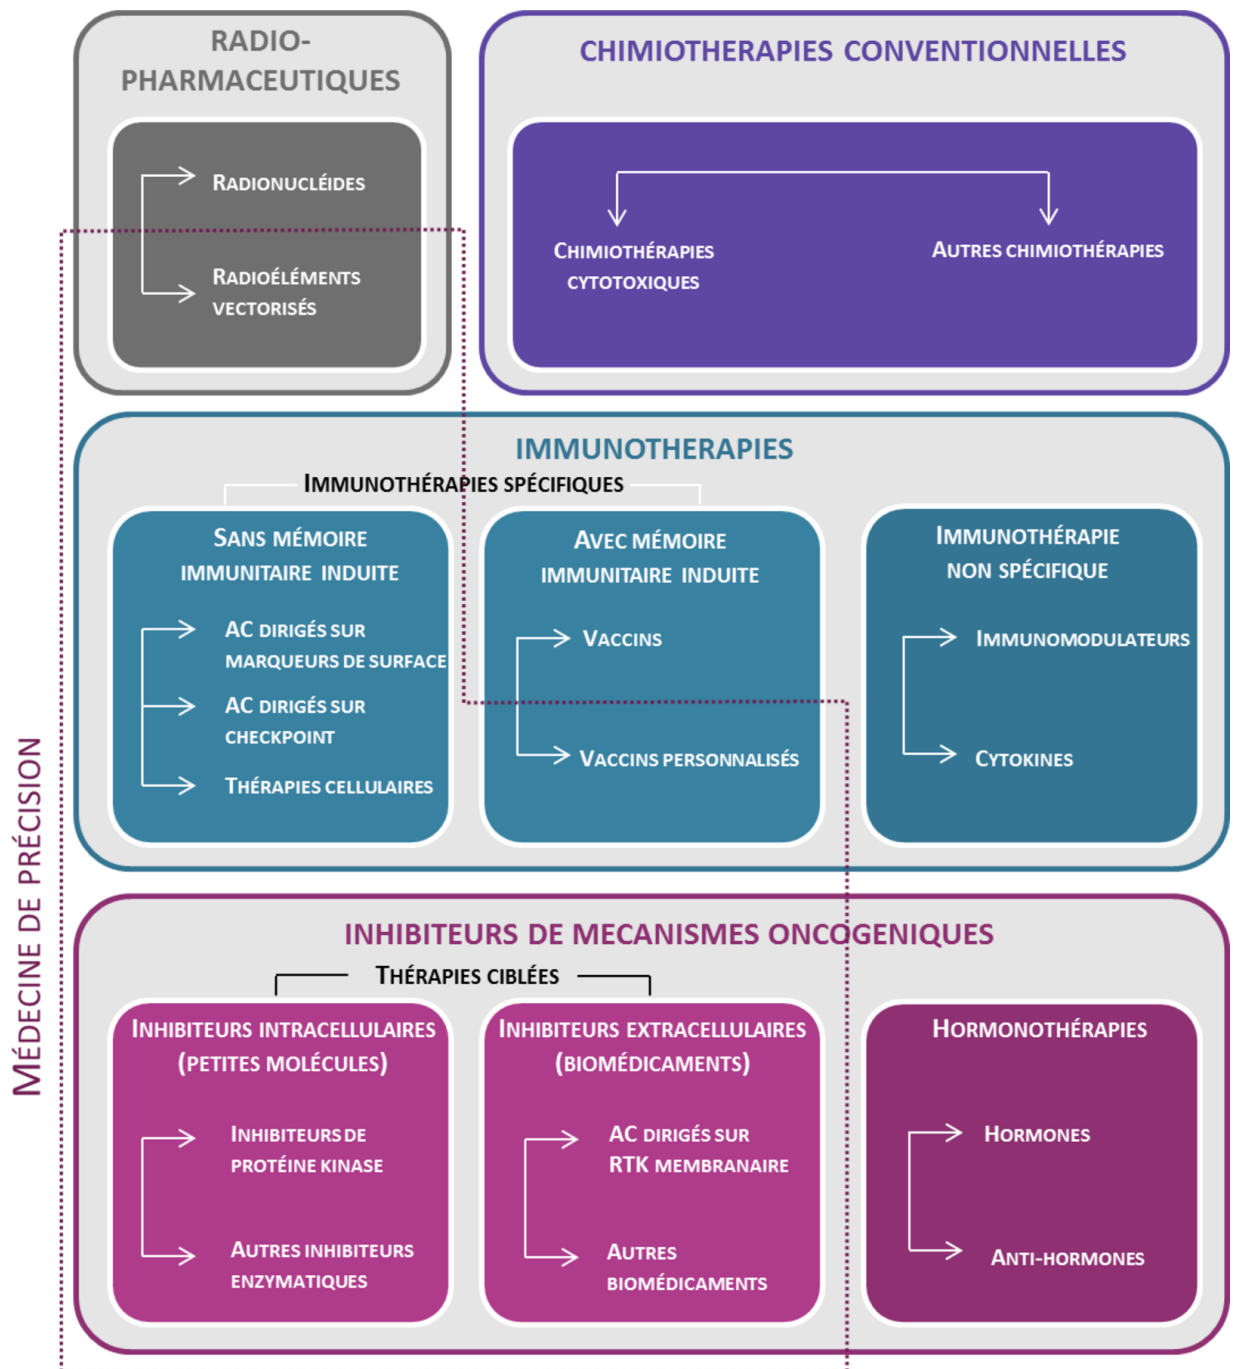 RADIO-
PHARMACEUTIQUES
RADIONUCLÉIDES
RADIOÉLÉMENTS
VECTORISÉS
CHIMIOTHERAPIES CONVENTIONNELLES
CHIMIOTHÉRAPIES
CYTOTOXIQUES
AUTRES CHIMIOTHÉRAPIES
IMMUNOTHERAPIES
IMMUNOTHÉRAPIES SPÉCIFIQUES
SANS MÉMOIRE
IMMUNITAIRE INDUITE
AC DIRIGÉS SUR
MARQUEURS DE SURFACE
AC DIRIGÉS SUR
CHECKPOINT
THÉRAPIES CELLULAIRES
AVEC MÉMOIRE
IMMUNITAIRE INDUITE
VACCINS
VACCINS PERSONNALISÉS
IMMUNOTHÉRAPIE
NON SPÉCIFIQUE
IMMUNOMODULATEURS
CYTOKINES
MÉDECINE DE PRÉCISION
INHIBITEURS DE MECANISMES ONCOGENIQUES
THÉRAPIES CIBLÉES
INHIBITEURS INTRACELLULAIRES
(PETITES MOLÉCULES)
INHIBITEURS DE
PROTÉINE KINASE
AUTRES INHIBITEURS
ENZYMATIQUES
INHIBITEURS EXTRACELLULAIRES
(BIOMÉDICAMENTS)
AC DIRIGÉS SUR
RTK MEMBRANAIRE
AUTRES
BIOMÉDICAMENTS
HORMONOTHÉRAPIES
HORMONES
ANTI-HORMONES